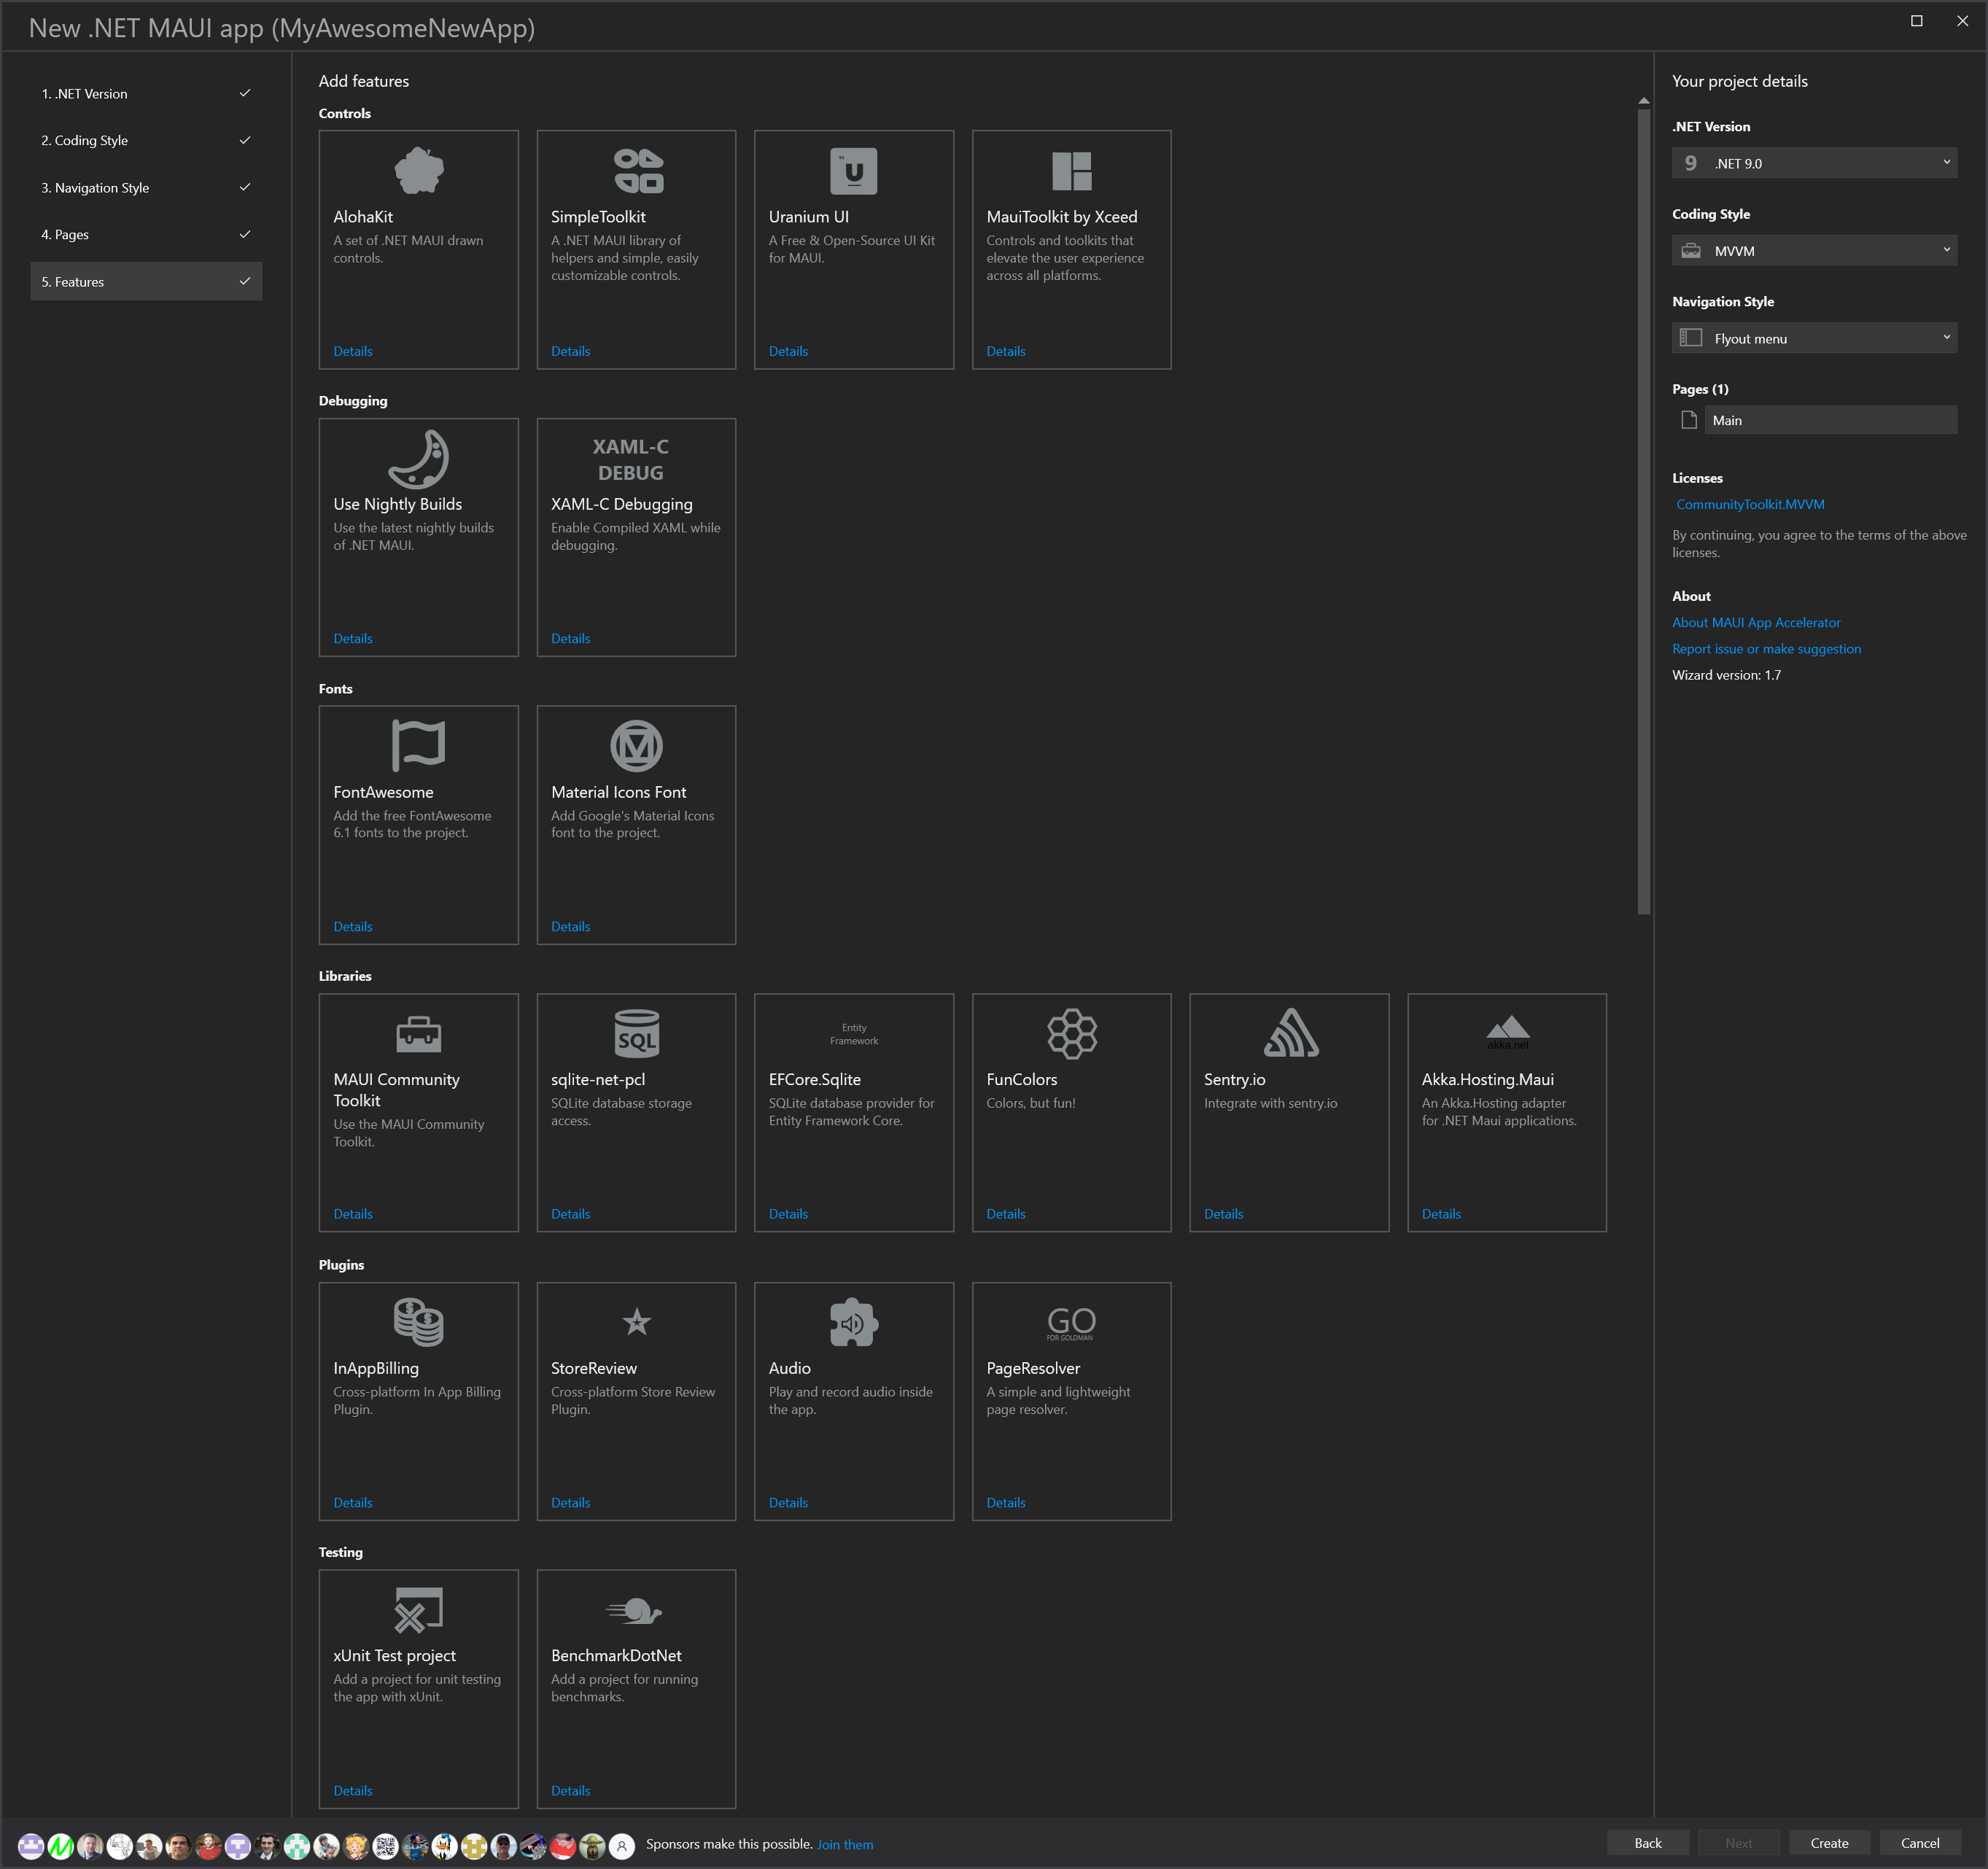 New .NET MAUI app (MyAwesomeNewApp)
1. .NET Version
2. Coding Style
3. Navigation Style
4. Pages
5. Features
Add features
Controls
AlohaKit
A set of .NET MAUI drawn
controls.
Details
SimpleToolkit
A .NET MAUI library of
helpers and simple, easily
customizable controls.
Details
U
Uranium UI
A Free & Open-Source UI Kit
for MAUI.
Details
MauiToolkit by Xceed
Controls and toolkits that
elevate the user experience
across all platforms.
Details
Debugging
Use Nightly Builds
Use the latest nightly builds
of .NET MAUI.
Details
XAML-C
DEBUG
XAML-C Debugging
Enable Compiled XAML while
debugging.
Details
Fonts
FontAwesome
Add the free FontAwesome
6.1 fonts to the project.
Details
Material Icons Font
Add Google's Material Icons
font to the project.
Details
Libraries
MAUI Community
Toolkit
Use the MAUI Community
Toolkit.
Details
SQL
sqlite-net-pcl
SQLite database storage
access.
Details
Entity
Framework
EFCore.Sqlite
SQLite database provider for
Entity Framework Core.
Details
FunColors
Colors, but fun!
Details
Sentry.io
Integrate with sentry.io
Details
akka.net
Akka.Hosting.Maui
An Akka.Hosting adapter
for .NET Maui applications.
Details
Plugins
InAppBilling
Cross-platform In App Billing
Plugin.
Details
StoreReview
Cross-platform Store Review
Plugin.
Details
Audio
Play and record audio inside
the app.
Details
GO
FOR GOLDMAN
PageResolver
A simple and lightweight
page resolver.
Details
Testing
xUnit Test project
Add a project for unit testing
the app with xUnit.
Details
BenchmarkDotNet
Add a project for running
benchmarks.
Details
Your project details
.NET Version
9 .NET 9.0
Coding Style
MVVM
Navigation Style
Flyout menu
Pages (1)
Main
Licenses
CommunityToolkit.MVVM
By continuing, you agree to the terms of the above
licenses.
About
About MAUI App Accelerator
Report issue or make suggestion
Wizard version: 1.7
Sponsors make this possible. Join them
Back
Next
Create
Cancel